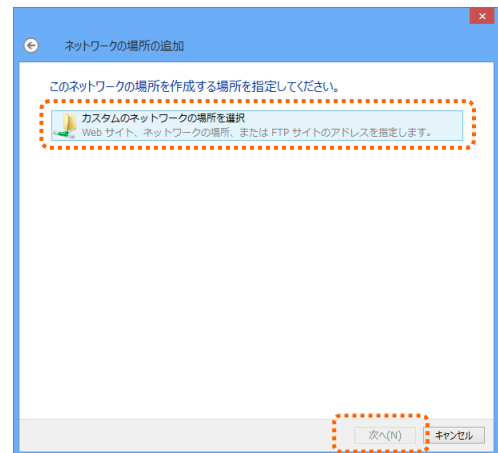 ネットワークの場所の追加
このネットワークの場所を作成する場所を指定してください。
カスタムのネットワークの場所を選択
Web サイト、ネットワークの場所、または FTP サイトのアドレスを指定します。
次へ(N)
キャンセル